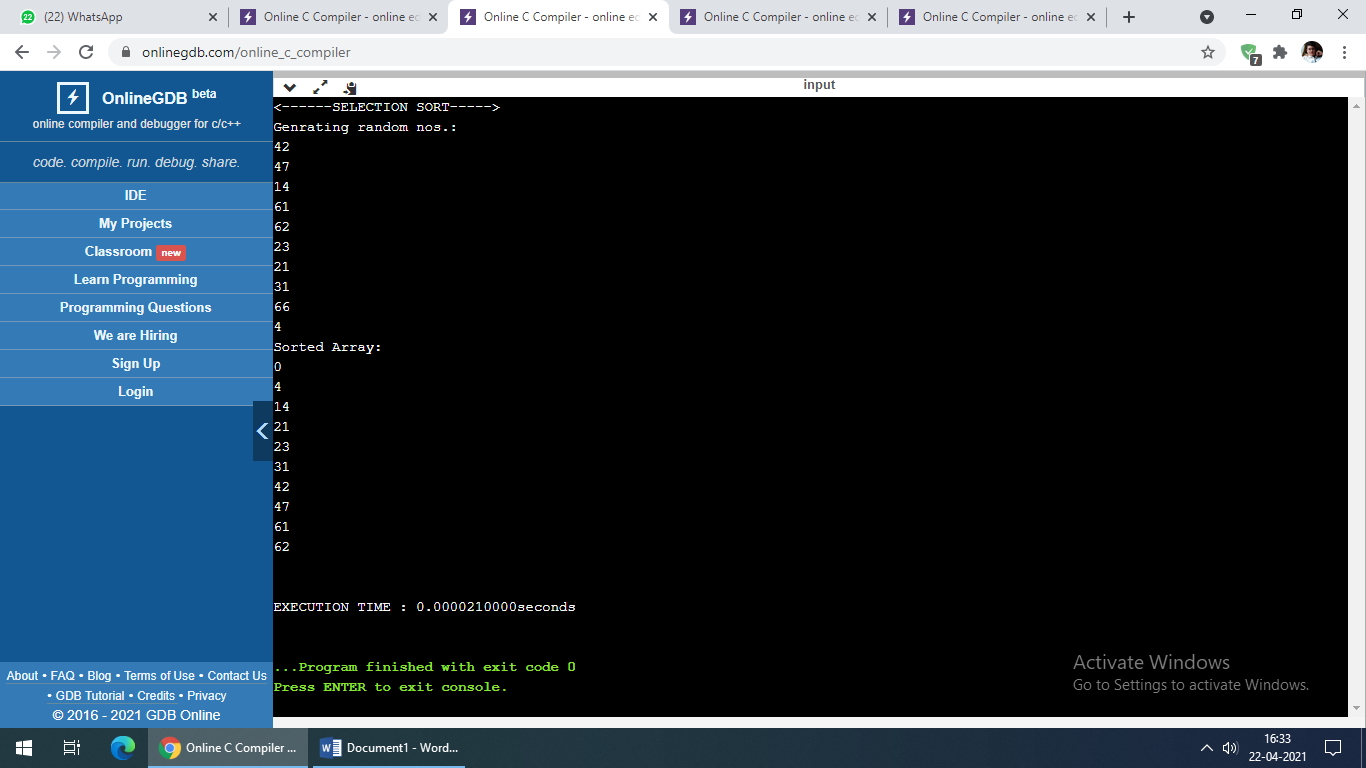 (22) WhatsApp
Online C Compiler - online ed
Online C Compiler - online ed
Online C Compiler - online ed
Online C Compiler - online ed
onlinegdb.com/online_c_compiler
7
OnlineGDB beta
online compiler and debugger for c/c++
code. compile. run. debug. share.
IDE
My Projects
Classroom new
Learn Programming
Programming Questions
We are Hiring
Sign Up
Login
About • FAQ • Blog • Terms of Use • Contact Us
• GDB Tutorial • Credits • Privacy
© 2016 - 2021 GDB Online
input
<------SELECTION SORT----->
Genrating random nos.:
42
47
14
61
62
23
21
31
66
4
Sorted Array:
0
4
14
21
23
31
42
47
61
62
EXECUTION TIME : 0.0000210000seconds
...Program finished with exit code 0
Press ENTER to exit console.
Activate Windows
Go to Settings to activate Windows.
Online C Compiler ...
Document1 - Word...
16:33
22-04-2021